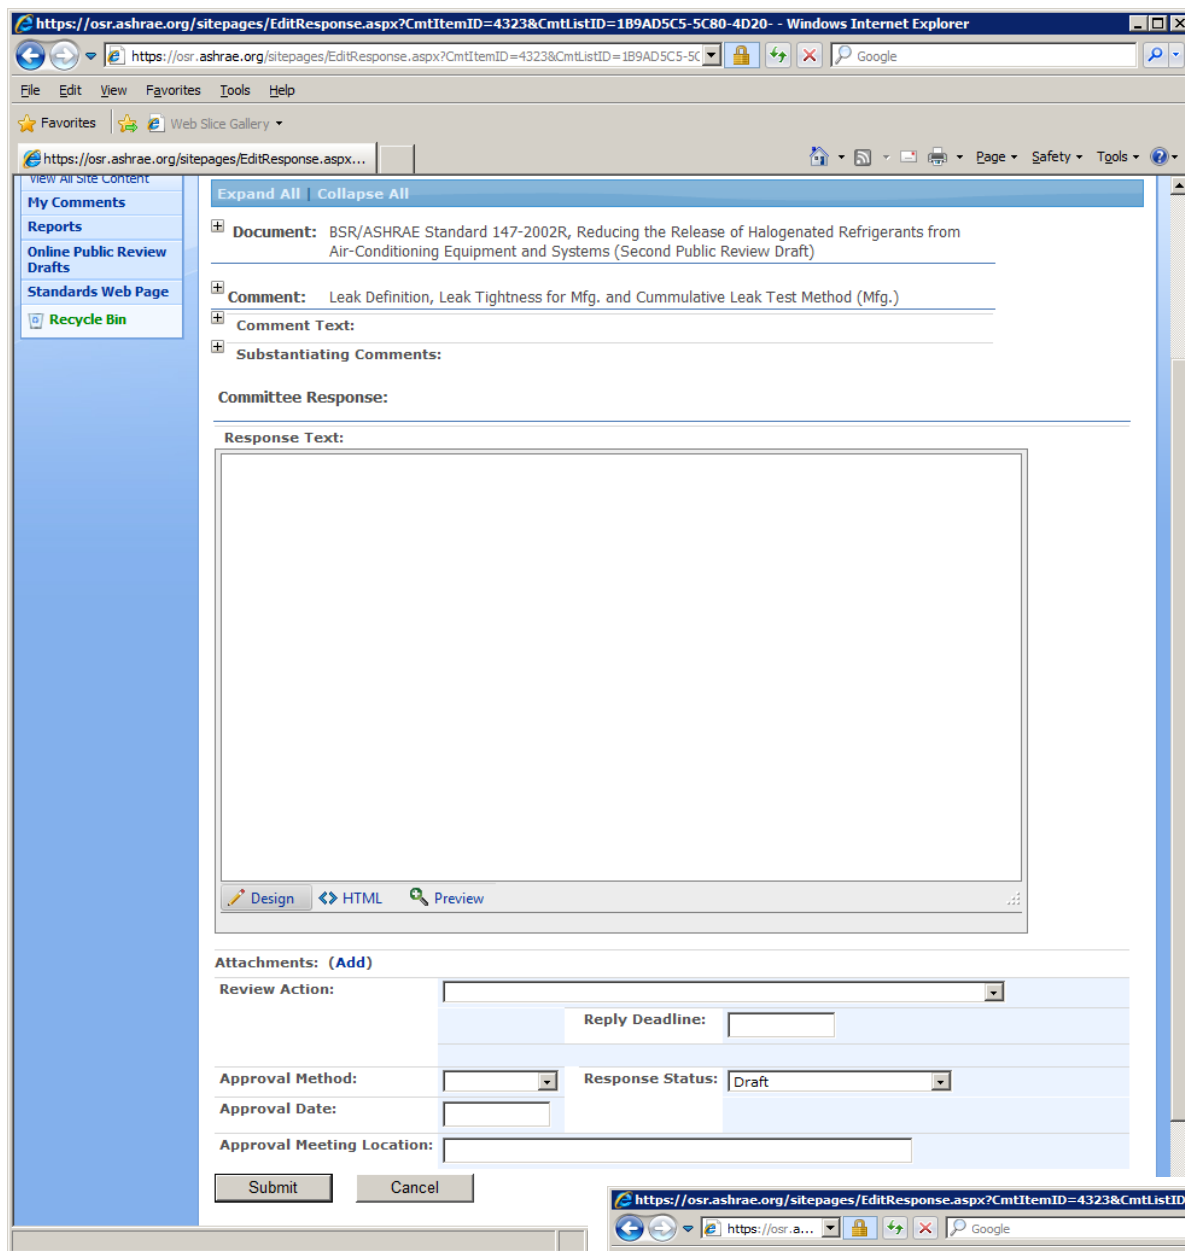 https://osr.ashrae.org/sitepages/EditResponse.aspx?CmtItemID=4323&CmtListID=1B9AD5C5-5C80-4D20- - Windows Internet Explorer
https://osr.ashrae.org/sitepages/EditResponse.aspx?CmtItemID=4323&CmtListID=1B9AD5C5-5C
Google
File Edit View Favorites Tools Help
Favorites Web Slice Gallery
https://osr.ashrae.org/sitepages/EditResponse.aspx...
Page Safety Tools
View All Site Content
My Comments
Reports
Online Public Review
Drafts
Standards Web Page
Recycle Bin
Expand All | Collapse All
Document: BSR/ASHRAE Standard 147-2002R, Reducing the Release of Halogenated Refrigerants from
Air-Conditioning Equipment and Systems (Second Public Review Draft)
Comment: Leak Definition, Leak Tightness for Mfg. and Cummulative Leak Test Method (Mfg.)
Comment Text:
Substantiating Comments:
Committee Response:
Response Text:
Design HTML Preview
Attachments: (Add)
Review Action:
Reply Deadline:
Approval Method:
Response Status: Draft
Approval Date:
Approval Meeting Location:
Submit Cancel
https://osr.ashrae.org/sitepages/EditResponse.aspx?CmtItemID=4323&CmtListID
https://osr.a... Google